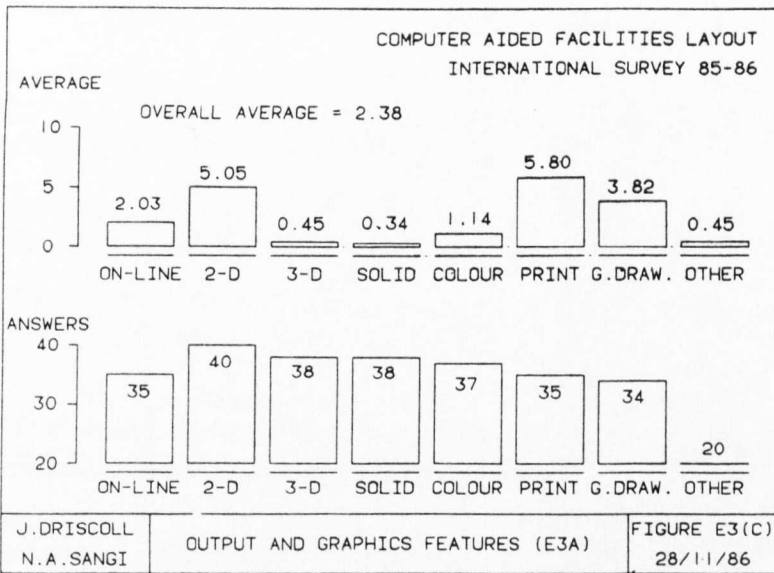 COMPUTER AIDED FACILITIES LAYOUT
INTERNATIONAL SURVEY 85-86
AVERAGE
OVERALL AVERAGE = 2.38
10
5
0
2.03
5.05
0.45
0.34
1.14
5.80
3.82
0.45
ON-LINE 2-D 3-D SOLID COLOUR PRINT G.DRAW. OTHER
ANSWERS
40
30
20
35
40
38
38
37
35
34
20
ON-LINE 2-D 3-D SOLID COLOUR PRINT G.DRAW. OTHER
J.DRISCOLL
N.A.SANGI
OUTPUT AND GRAPHICS FEATURES (E3A)
FIGURE E3(C)
28/11/86